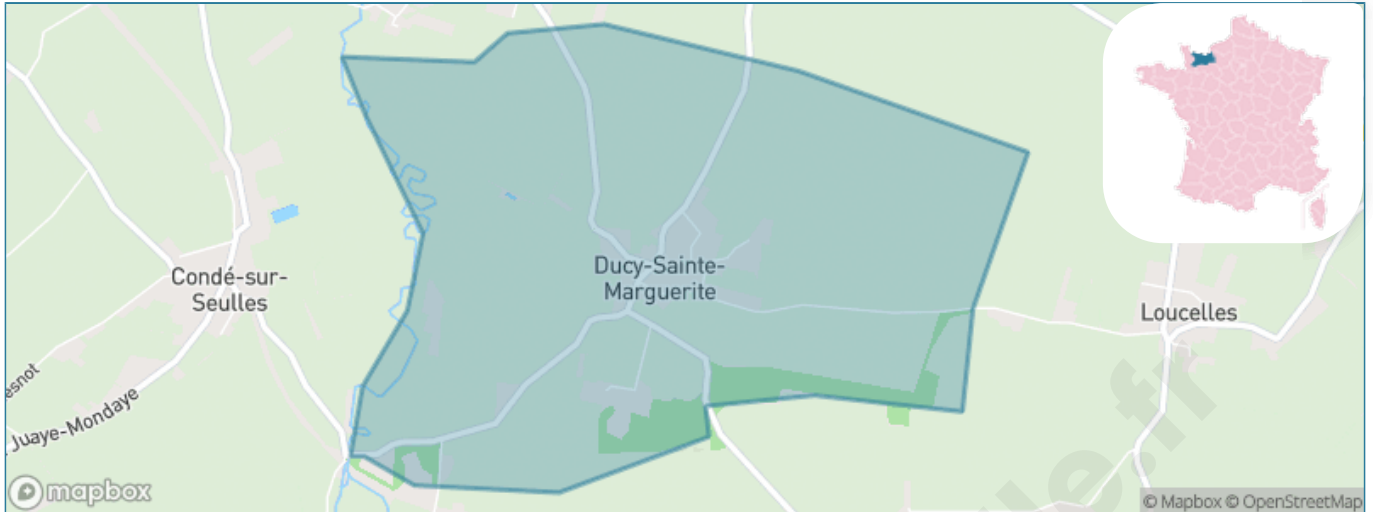 Condé-sur-
Seulles
Ducy-Sainte-
Marguerite
Loucelles
esnot
Juaye-Mondaye
mapbox
© Mapbox © OpenStreetMap